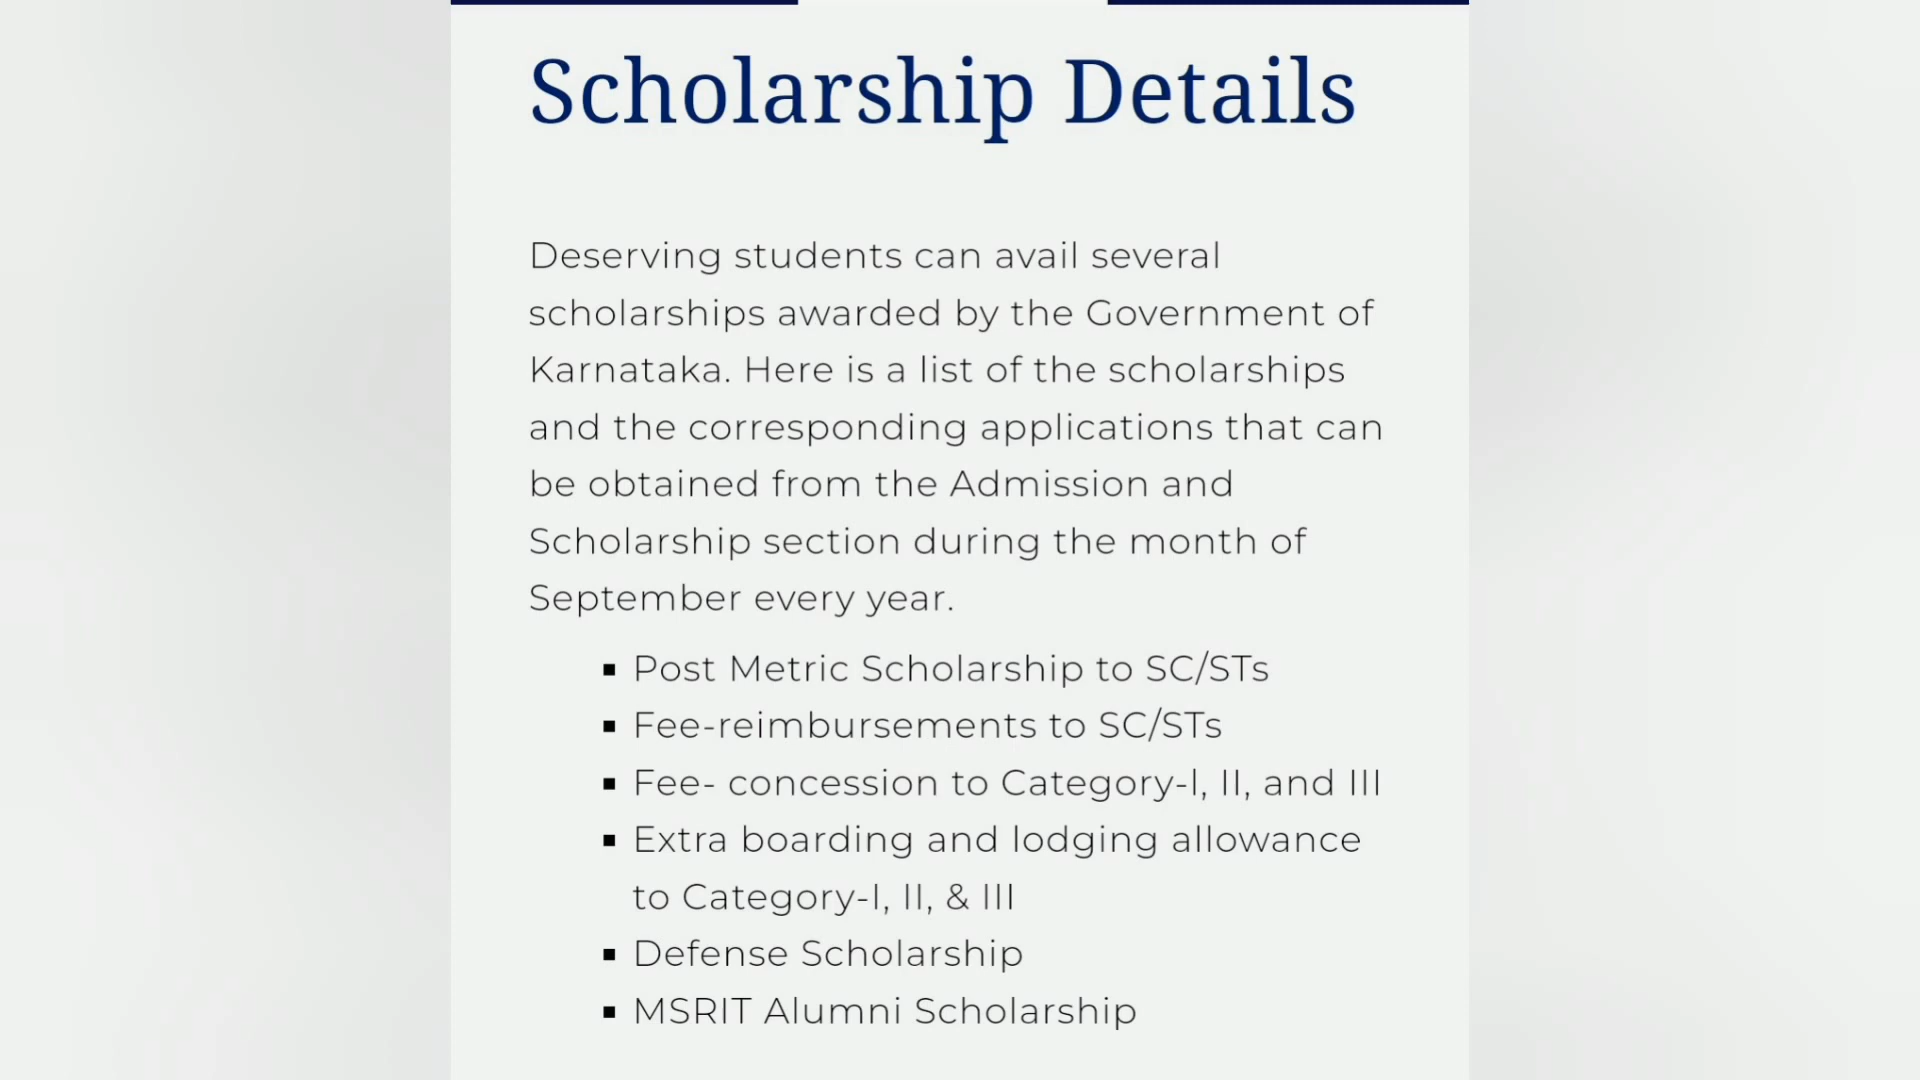 Scholarship Details
Deserving students can avail several
scholarships awarded by the Government of
Karnataka. Here is a list of the scholarships
and the corresponding applications that can
be obtained from the Admission and
Scholarship section during the month of
September every year.
▪ Post Metric Scholarship to SC/STs
▪ Fee-reimbursements to SC/STs
▪ Fee- concession to Category-I, II, and III
▪ Extra boarding and lodging allowance
to Category-I, II, & III
▪ Defense Scholarship
▪ MSRIT Alumni Scholarship